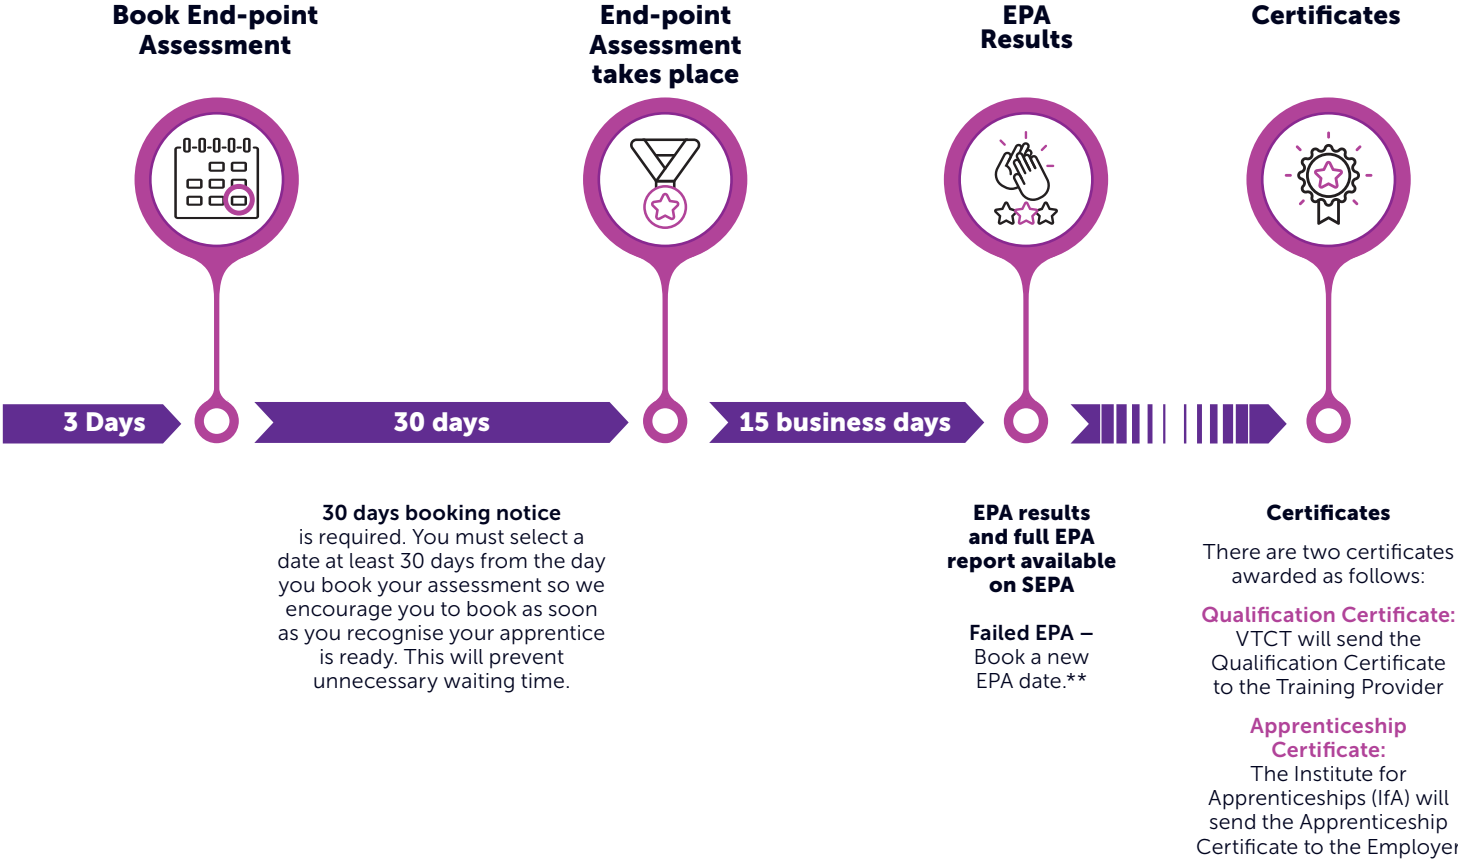 Book End-point
Assessment
End-point
Assessment
takes place
EPA
Results
Certificates
3 Days
30 days
15 business days
30 days booking notice
is required. You must select a
date at least 30 days from the day
you book your assessment so we
encourage you to book as soon
as you recognise your apprentice
is ready. This will prevent
unnecessary waiting time.
EPA results
and full EPA
report available
on SEPA
Failed EPA –
Book a new
EPA date.**
Certificates
There are two certificates
awarded as follows:
Qualification Certificate:
VTCT will send the
Qualification Certificate
to the Training Provider
Apprenticeship
Certificate:
The Institute for
Apprenticeships (IfA) will
send the Apprenticeship
Certificate to the Employer